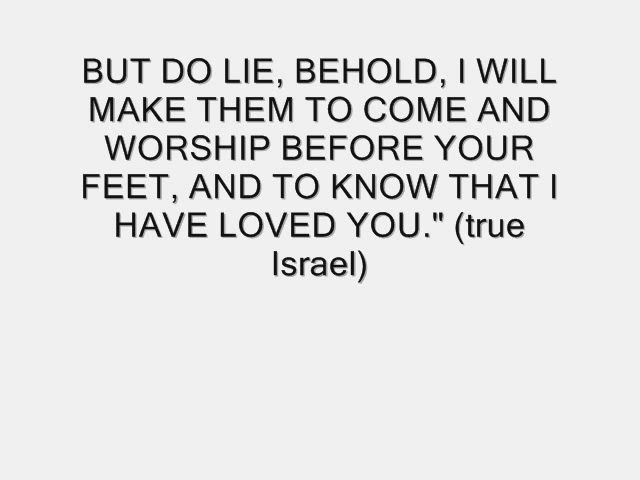 BUT DO LIE, BEHOLD, I WILL
MAKE THEM TO COME AND
WORSHIP BEFORE YOUR
FEET, AND TO KNOW THAT I
HAVE LOVED YOU." (true
Israel)